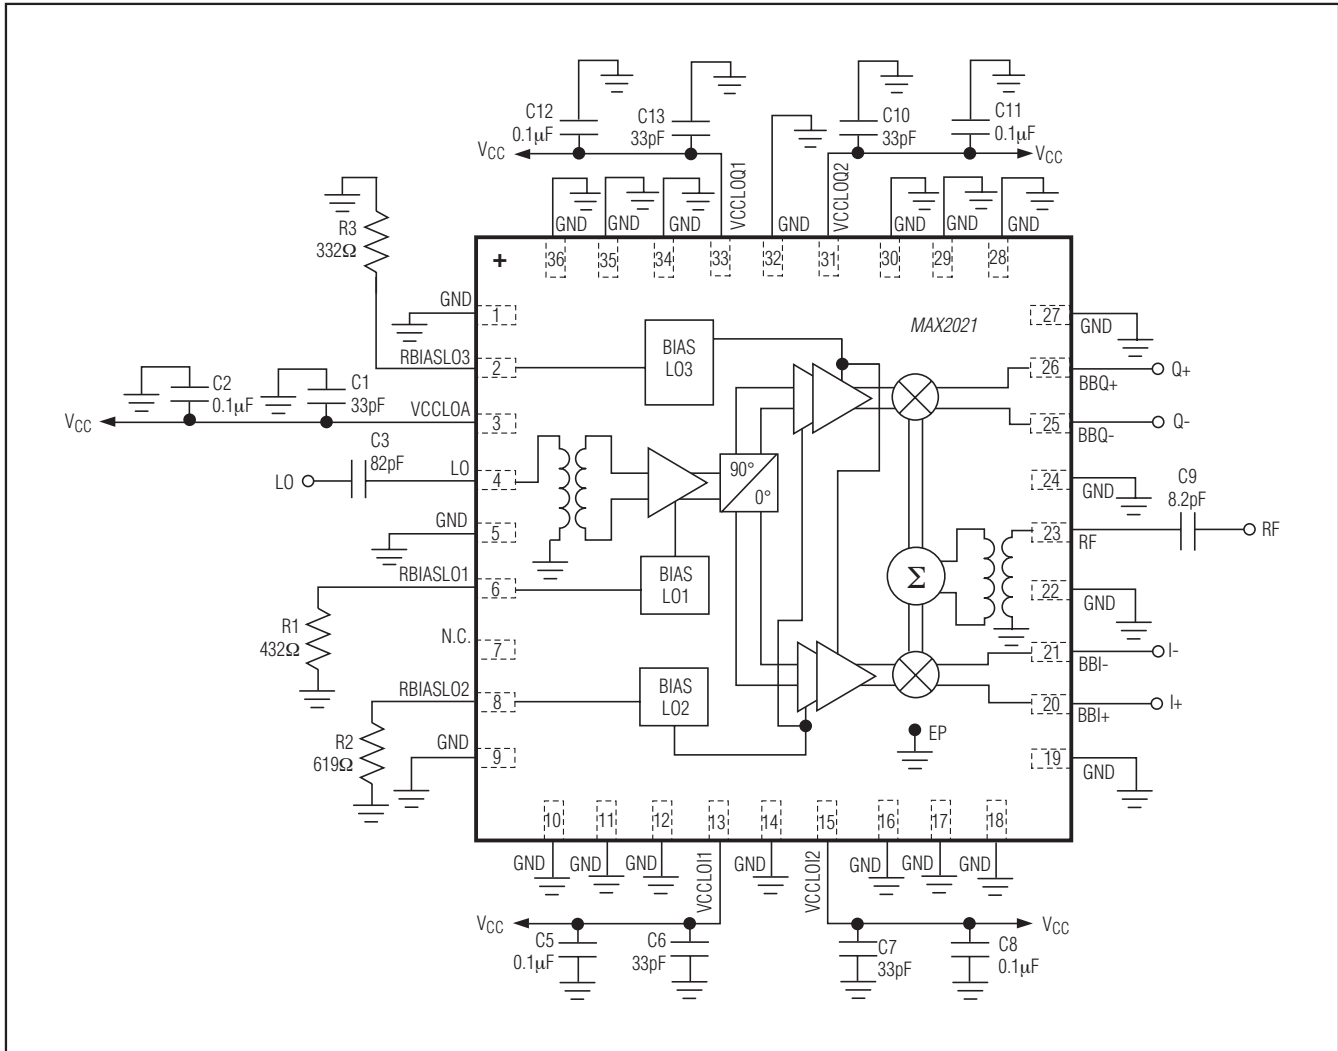 C12
0.1µF
C13
33pF
C10
33pF
C11
0.1µF
VCC
VCC
VCCLOQ1
VCCLOQ2
GND
GND
GND
GND
GND
GND
GND
36
35
34
33
32
31
30
29
28
+
MAX2021
R3
332Ω
GND
1
RBIASLO3
2
C2
0.1µF
C1
33pF
VCC
VCCLOA
3
C3
82pF
LO
LO
4
GND
5
RBIASLO1
6
R1
432Ω
N.C.
7
RBIASLO2
8
R2
619Ω
GND
9
BIAS
LO3
90°
0°
BIAS
LO1
BIAS
LO2
Σ
EP
27
GND
26
BBQ+
Q+
25
BBQ-
Q-
24
GND
C9
8.2pF
23
RF
RF
22
GND
21
BBI-
I-
20
BBI+
I+
19
GND
10
11
12
13
14
15
16
17
18
GND
GND
GND
VCCLOI1
GND
VCCLOI2
GND
GND
GND
VCC
C5
0.1µF
C6
33pF
C7
33pF
C8
0.1µF
VCC